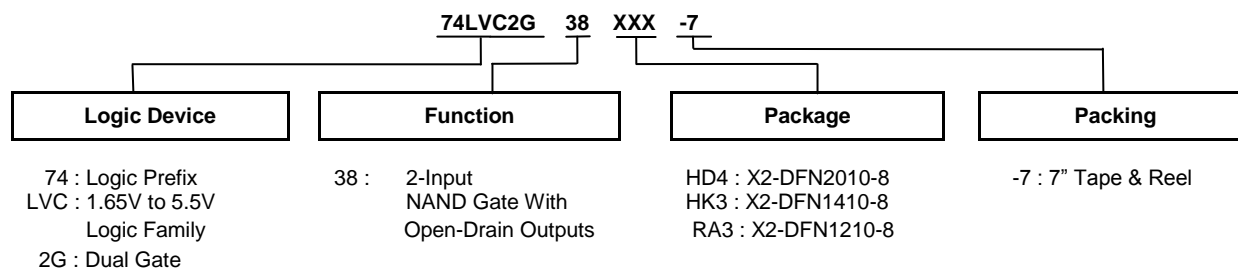 74LVC2G 38 XXX -7
Logic Device
Function
Package
Packing
74 : Logic Prefix
LVC : 1.65V to 5.5V
Logic Family
2G : Dual Gate
38 : 2-Input
NAND Gate With
Open-Drain Outputs
HD4 : X2-DFN2010-8
HK3 : X2-DFN1410-8
RA3 : X2-DFN1210-8
-7 : 7” Tape & Reel